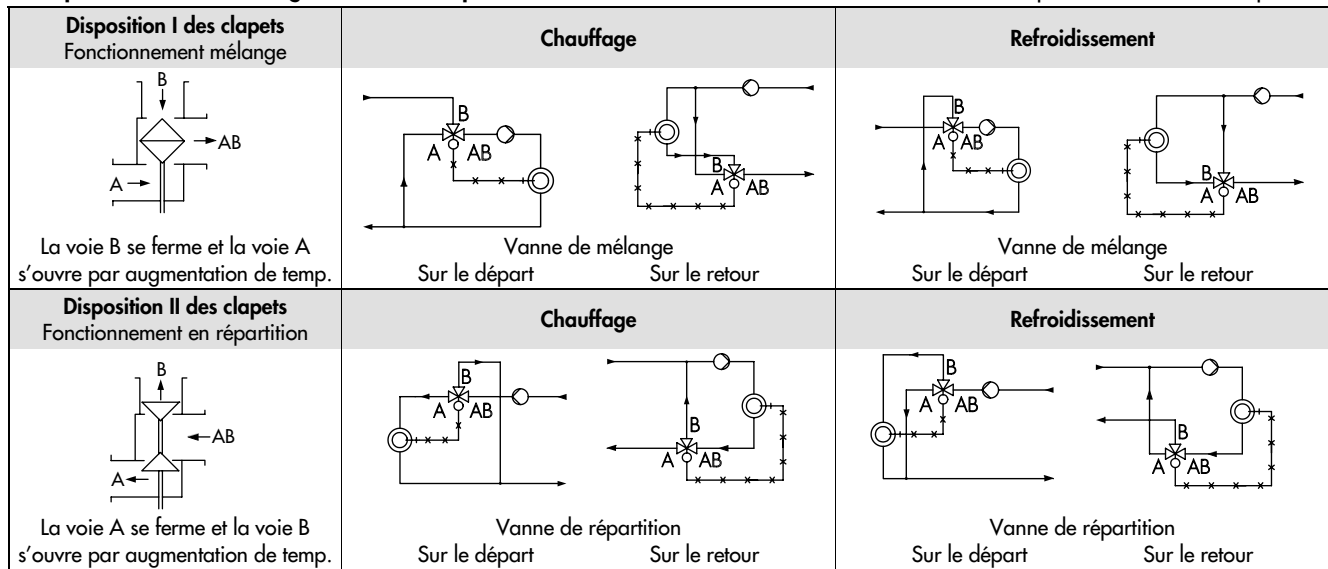 Disposition I des clapets
Fonctionnement mélange
Chauffage
Refroidissement
B
AB
A
B
A
AB
B
A
AB
B
A
AB
B
A
AB
La voie B se ferme et la voie A
s'ouvre par augmentation de temp.
Vanne de mélange
Sur le départ
Sur le retour
Vanne de mélange
Sur le départ
Sur le retour
Disposition II des clapets
Fonctionnement en répartition
Chauffage
Refroidissement
B
AB
A
B
A
AB
B
A
AB
B
A
AB
B
A
AB
La voie A se ferme et la voie B
s'ouvre par augmentation de temp.
Vanne de répartition
Sur le départ
Sur le retour
Vanne de répartition
Sur le départ
Sur le retour